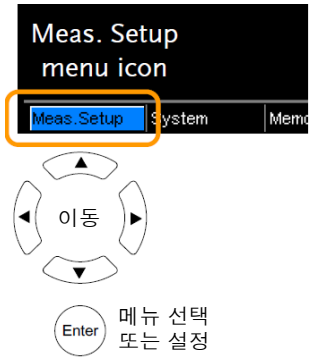 Meas. Setup
menu icon
Meas.Setup System Memo
이동
Enter 메뉴 선택
또는 설정